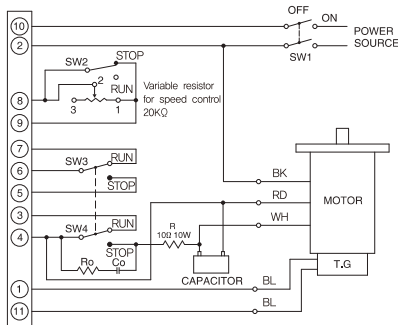 10
OFF
ON
POWER
SOURCE
2
STOP
SW2
SW1
2
RUN
Variable resistor
for speed control
20KΩ
8
3
1
9
7
RUN
SW3
6
STOP
BK
5
RD
MOTOR
3
RUN
WH
SW4
R
10Ω 10W
4
STOP
Ro
Co
CAPACITOR
T.G
BL
1
BL
11